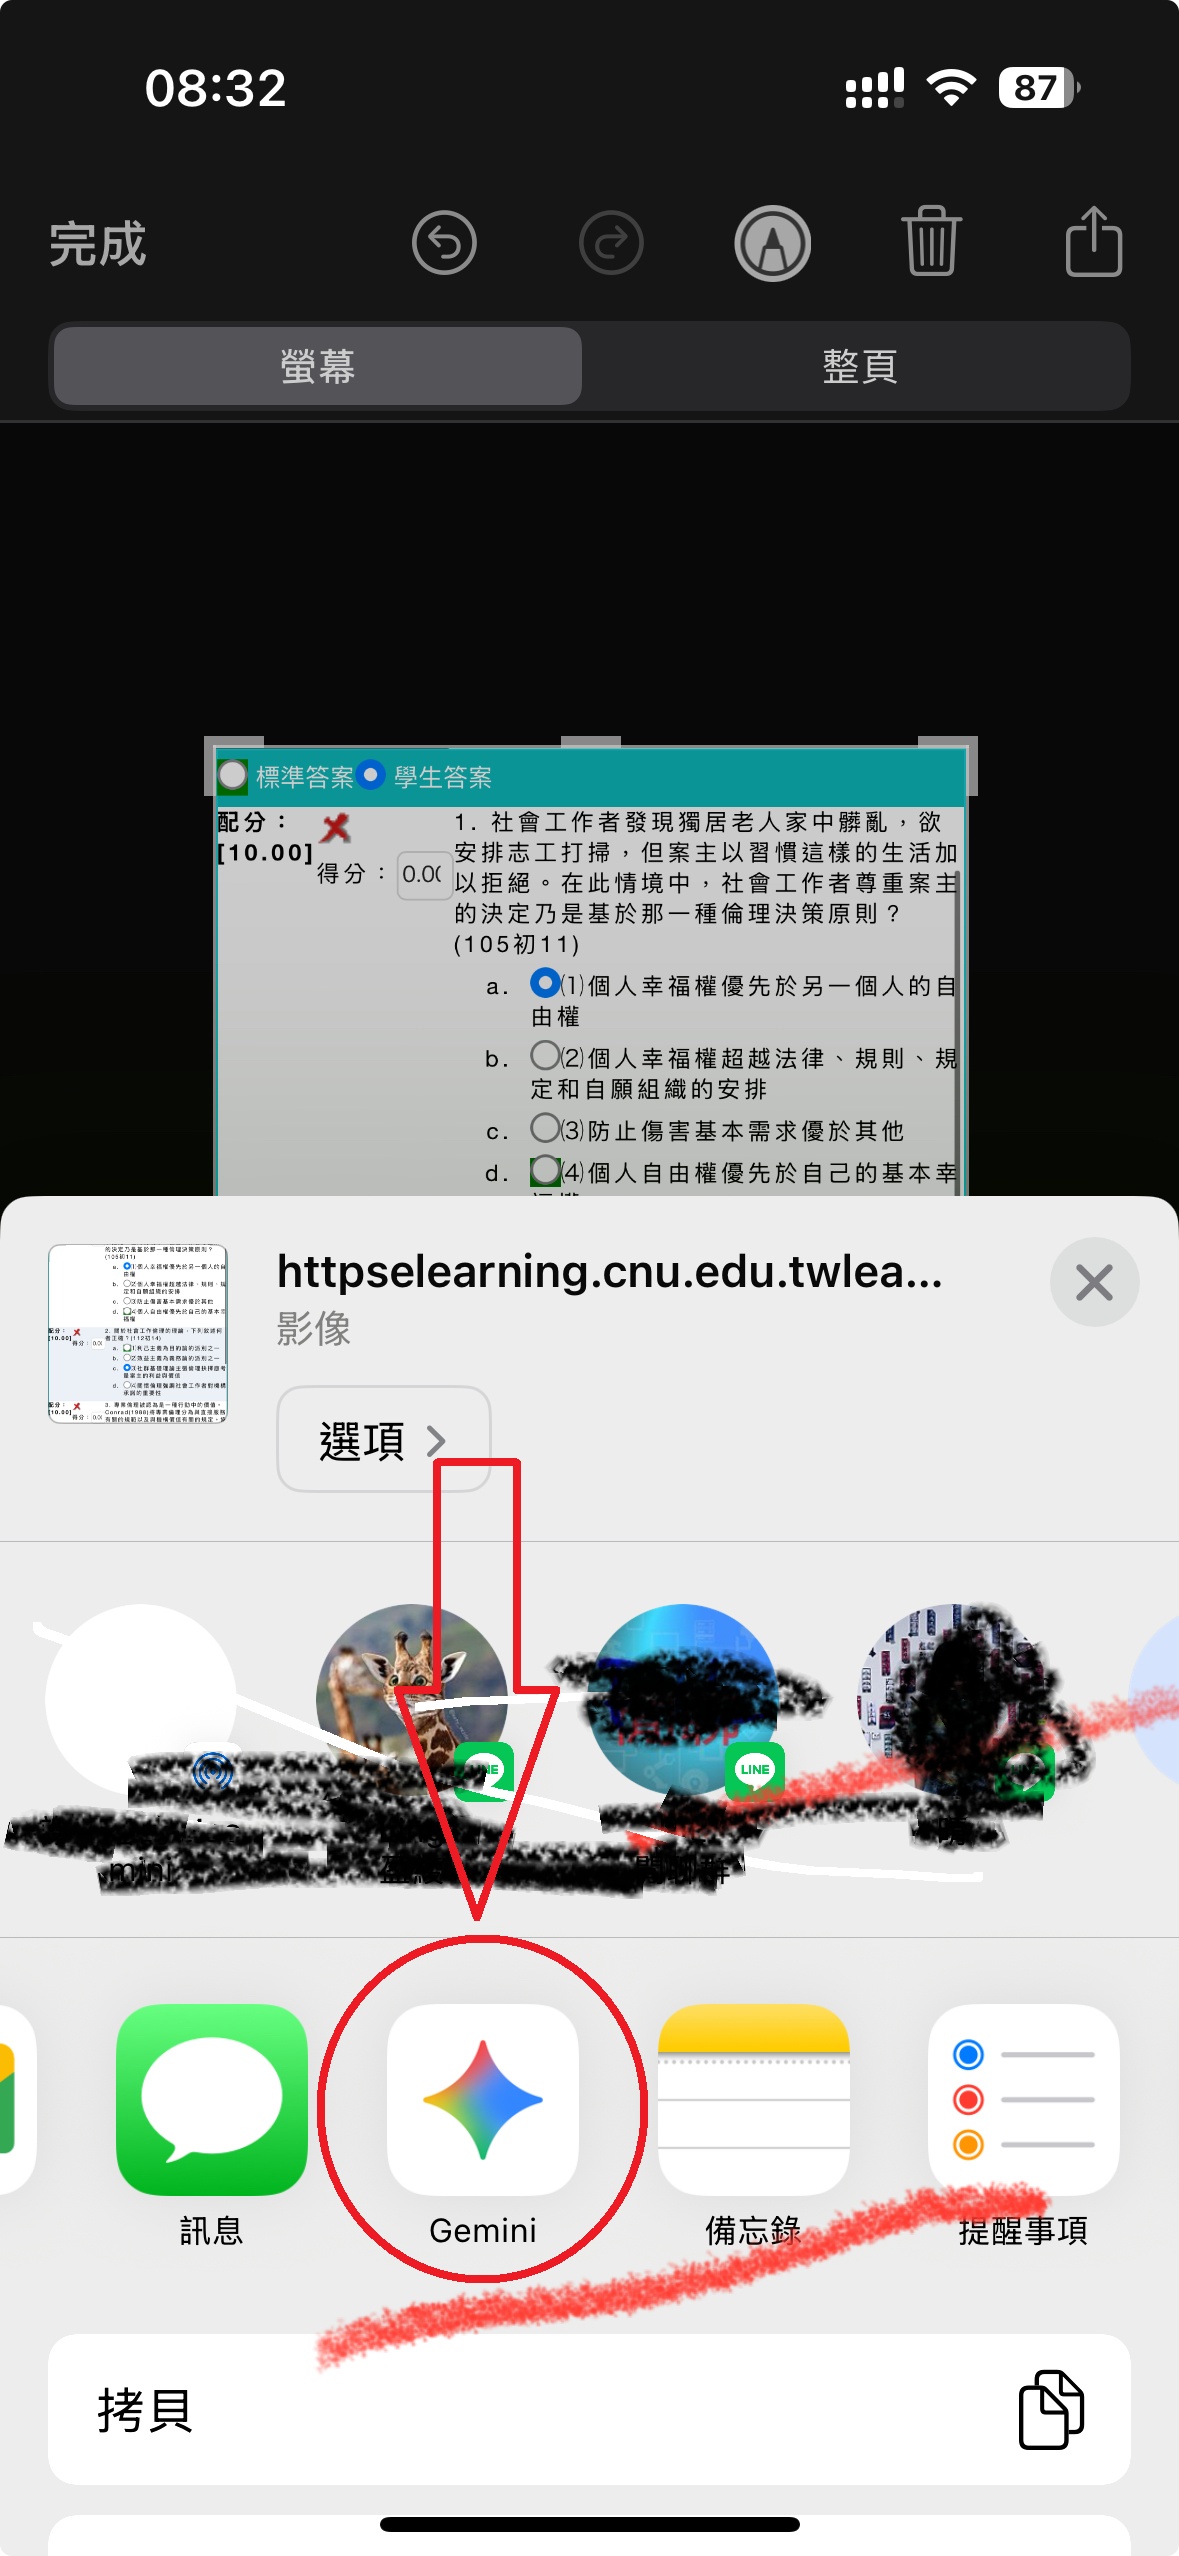 08:32
87
完成
螢幕
整頁
標準答案 學生答案
配分：
[10.00]
得分： 0.00
1. 社會工作者發現獨居老人家中髒亂，欲
安排志工打掃，但案主以習慣這樣的生活加
以拒絕。在此情境中，社會工作者尊重案主
的決定乃是基於那一種倫理決策原則？
(105初11)
a. (1)個人幸福權優先於另一個人的自
由權
b. (2)個人幸福權超越法律、規則、規
定和自願組織的安排
c. (3)防止傷害基本需求優於其他
d. (4)個人自由權優先於自己的基本幸
httpselearning.cnu.edu.twlea...
影像
選項
LINE
mini
訊息
Gemini
備忘錄
提醒事項
拷貝